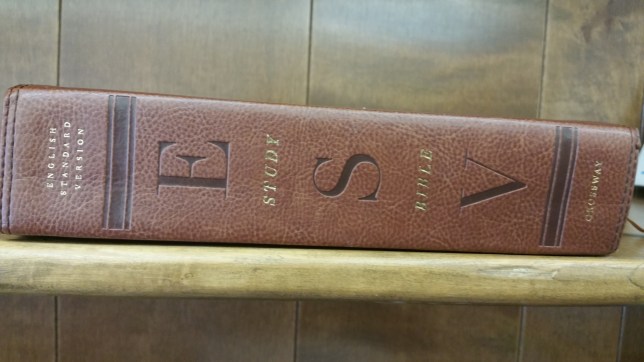 ENGLISH
STANDARD
VERSION
E
STUDY
S
BIBLE
V
CROSSWAY